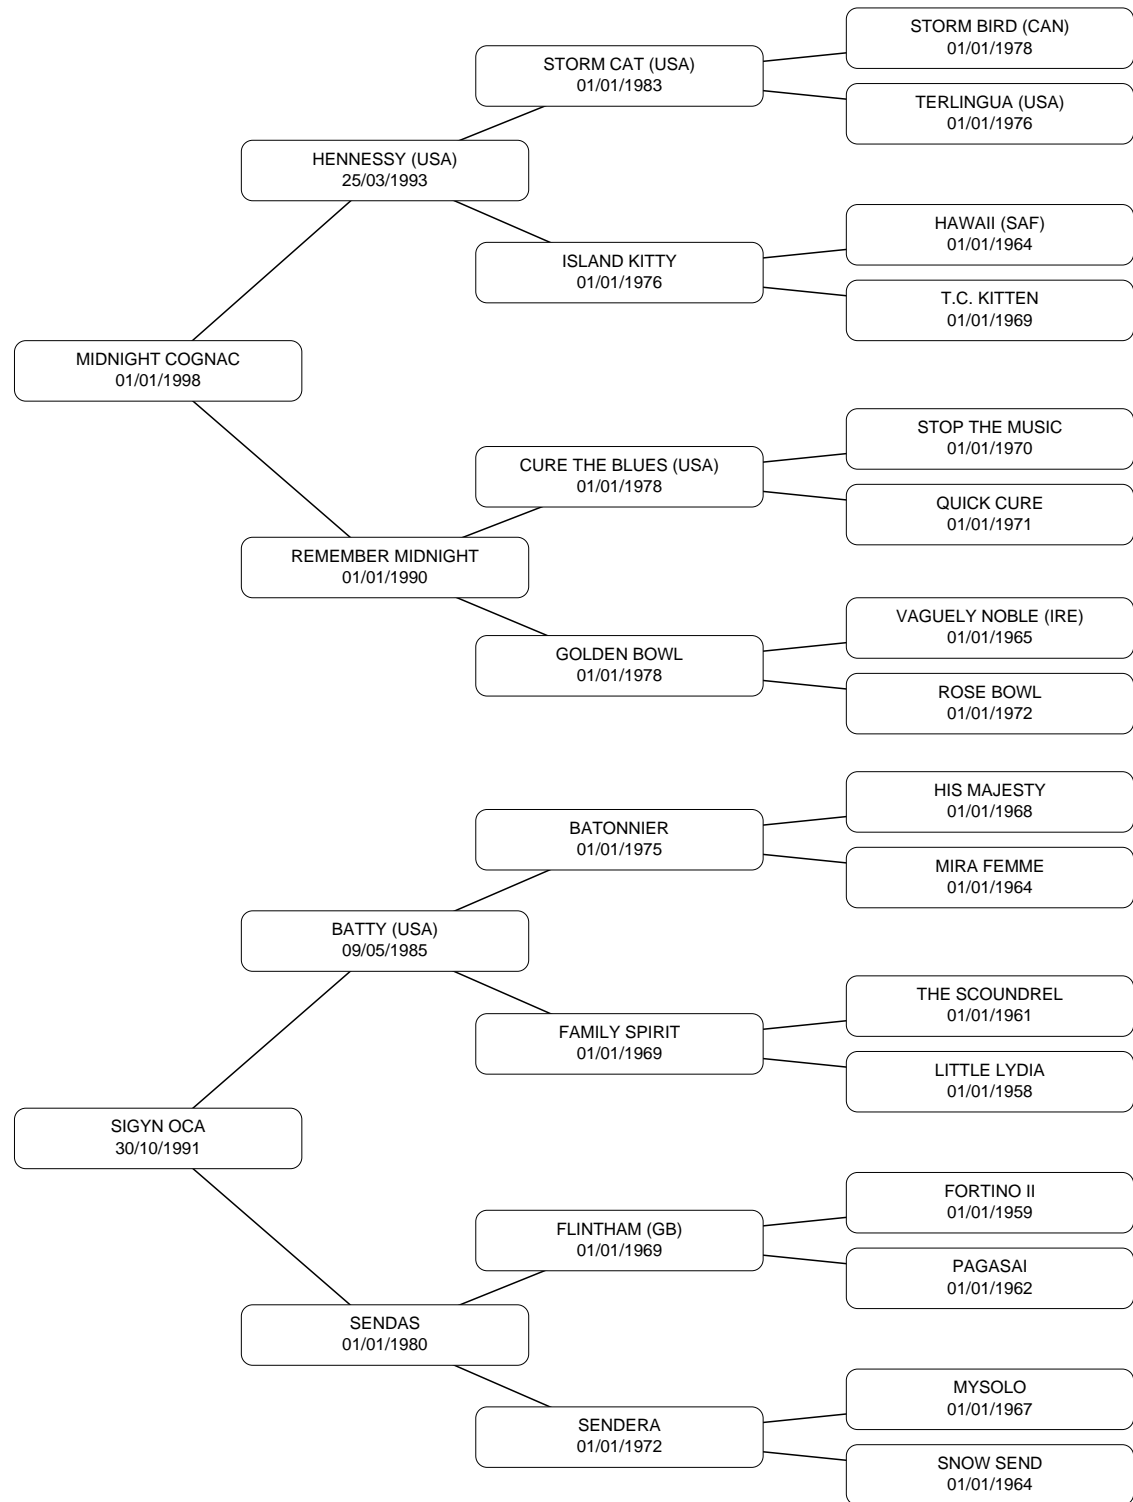 STORM BIRD (CAN)
01/01/1978
STORM CAT (USA)
01/01/1983
TERLINGUA (USA)
01/01/1976
HENNESSY (USA)
25/03/1993
HAWAII (SAF)
01/01/1964
ISLAND KITTY
01/01/1976
T.C. KITTEN
01/01/1969
MIDNIGHT COGNAC
01/01/1998
STOP THE MUSIC
01/01/1970
CURE THE BLUES (USA)
01/01/1978
QUICK CURE
01/01/1971
REMEMBER MIDNIGHT
01/01/1990
VAGUELY NOBLE (IRE)
01/01/1965
GOLDEN BOWL
01/01/1978
ROSE BOWL
01/01/1972
HIS MAJESTY
01/01/1968
BATONNIER
01/01/1975
MIRA FEMME
01/01/1964
BATTY (USA)
09/05/1985
THE SCOUNDREL
01/01/1961
FAMILY SPIRIT
01/01/1969
LITTLE LYDIA
01/01/1958
SIGYN OCA
30/10/1991
FORTINO II
01/01/1959
FLINTHAM (GB)
01/01/1969
PAGASAI
01/01/1962
SENDAS
01/01/1980
MYSOLO
01/01/1967
SENDERA
01/01/1972
SNOW SEND
01/01/1964